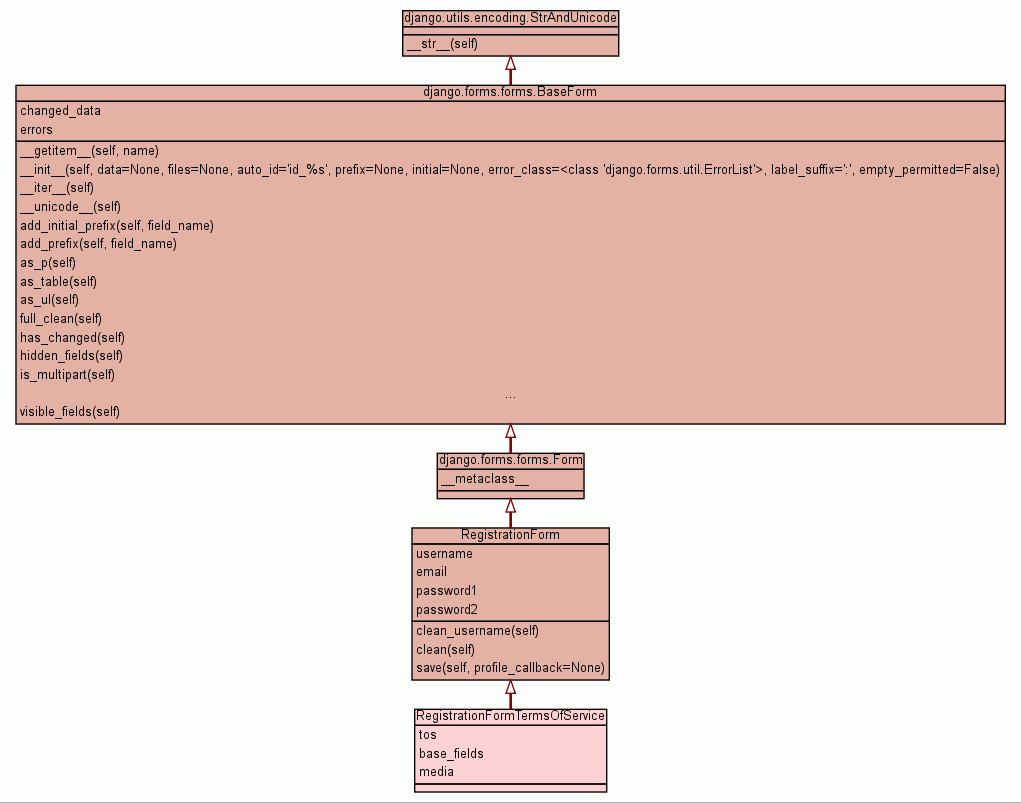 django.utils.encoding.StrAndUnicode
__str__(self)
django.forms.forms.BaseForm
changed_data
errors
__getitem__(self, name)
__init__(self, data=None, files=None, auto_id='id_%s', prefix=None, initial=None, error_class=<class 'django.forms.util.ErrorList'>, label_suffix=':', empty_permitted=False)
__iter__(self)
__unicode__(self)
add_initial_prefix(self, field_name)
add_prefix(self, field_name)
as_p(self)
as_table(self)
as_ul(self)
full_clean(self)
has_changed(self)
hidden_fields(self)
is_multipart(self)
...
visible_fields(self)
django.forms.forms.Form
__metaclass__
RegistrationForm
username
email
password1
password2
clean_username(self)
clean(self)
save(self, profile_callback=None)
RegistrationFormTermsOfService
tos
base_fields
media